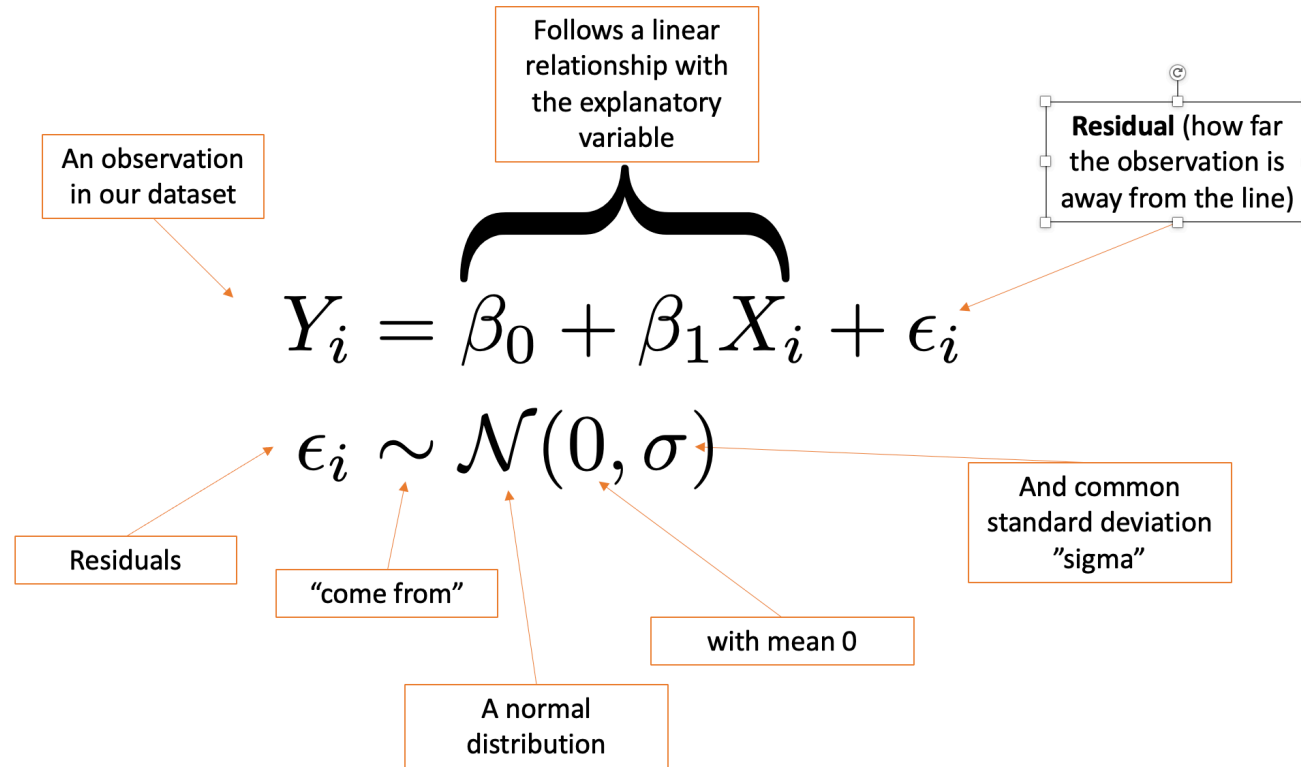 Follows a linear
relationship with
the explanatory
variable
Residual (how far
the observation is
away from the line)
An observation
in our dataset
Y_i = β_0 + β_1 X_i + ϵ_i
ϵ_i ∼ 𝒩(0, σ)
And common
standard deviation
”sigma”
Residuals
“come from”
with mean 0
A normal
distribution